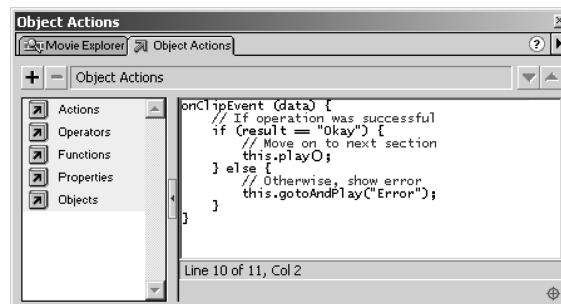 Object Actions
Movie Explorer Object Actions ?
+ − Object Actions
Actions
Operators
Functions
Properties
Objects
onClipEvent (data) {
// If operation was successful
if (result == "Okay") {
// Move on to next section
this.play();
} else {
// Otherwise, show error
this.gotoAndPlay("Error");
}
}
Line 10 of 11, Col 2